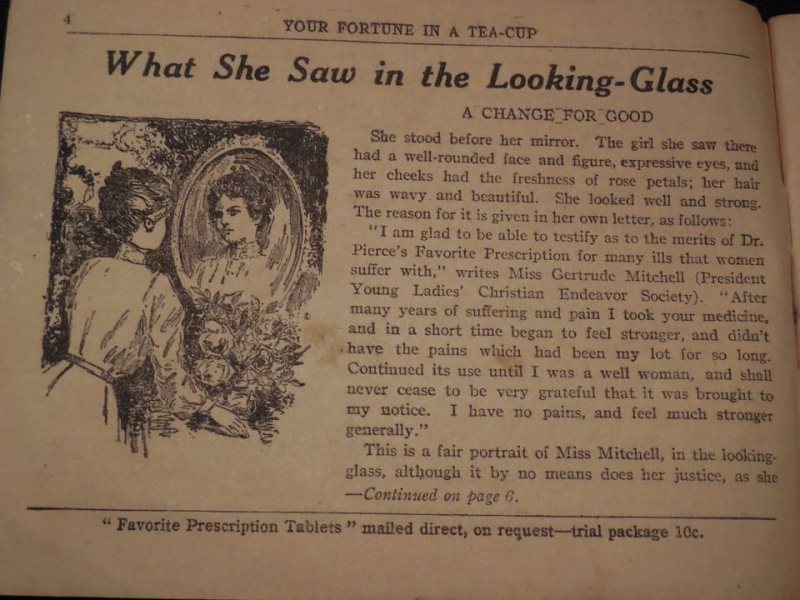 4
YOUR FORTUNE IN A TEA-CUP
What She Saw in the Looking-Glass
A CHANGE FOR GOOD
She stood before her mirror. The girl she saw there
had a well-rounded face and figure, expressive eyes, and
her cheeks had the freshness of rose petals; her hair
was wavy and beautiful. She looked well and strong.
The reason for it is given in her own letter, as follows:
"I am glad to be able to testify as to the merits of Dr.
Pierce's Favorite Prescription for many ills that women
suffer with," writes Miss Gertrude Mitchell (President
Young Ladies' Christian Endeavor Society). "After
many years of suffering and pain I took your medicine,
and in a short time began to feel stronger, and didn't
have the pains which had been my lot for so long.
Continued its use until I was a well woman, and shall
never cease to be very grateful that it was brought to
my notice. I have no pains, and feel much stronger
generally."
This is a fair portrait of Miss Mitchell, in the looking-
glass, although it by no means does her justice, as she
—Continued on page 6.
"Favorite Prescription Tablets" mailed direct, on request—trial package 10c.